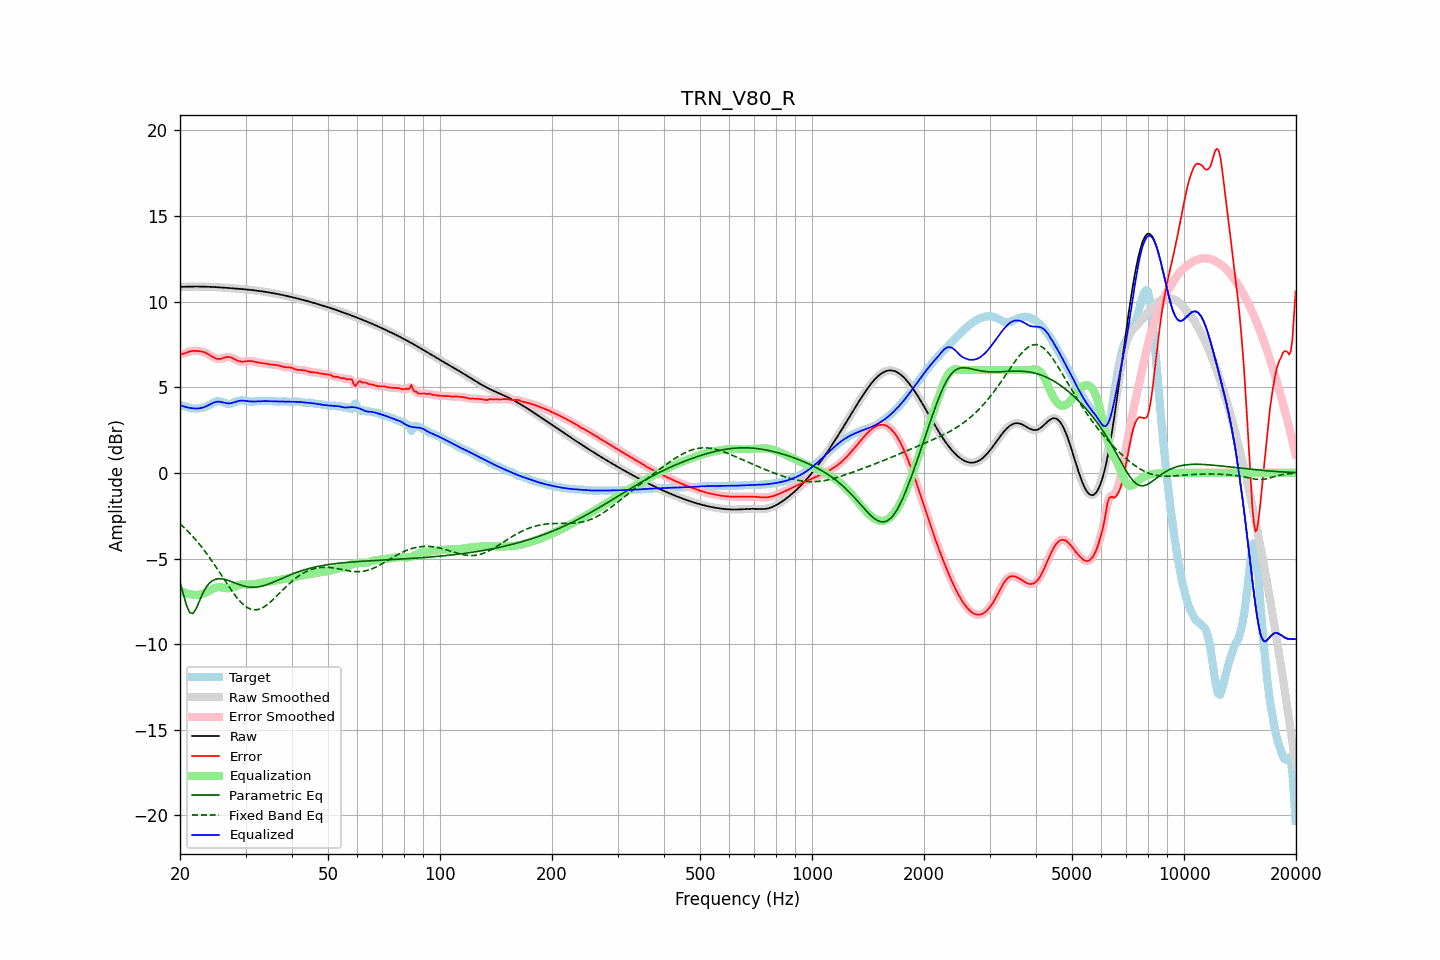 TRN_V80_R
20
15
10
5
0
−5
−10
−15
−20
Amplitude (dBr)
Target
Raw Smoothed
Error Smoothed
Raw
Error
Equalization
Parametric Eq
Fixed Band Eq
Equalized
20 50 100 200 500 1000 2000 5000 10000 20000
Frequency (Hz)